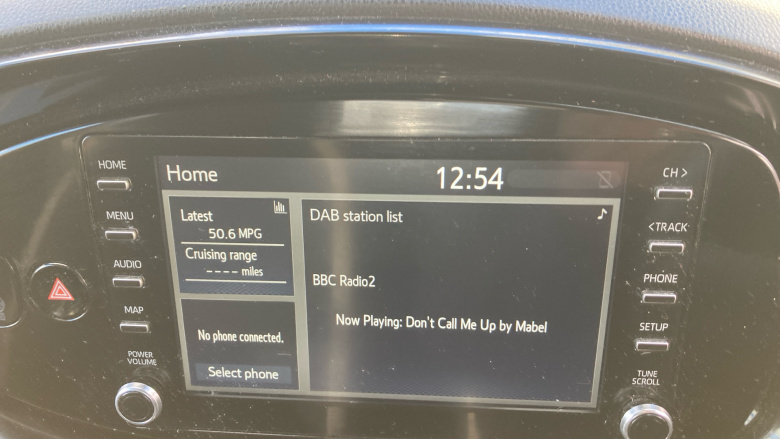 HOME
MENU
AUDIO
MAP
POWER
VOLUME
Home
12:54
Latest
50.6 MPG
Cruising range
---- miles
No phone connected.
Select phone
DAB station list
BBC Radio2
Now Playing: Don't Call Me Up by Mabel
CH >
<TRACK
PHONE
SETUP
TUNE
SCROLL